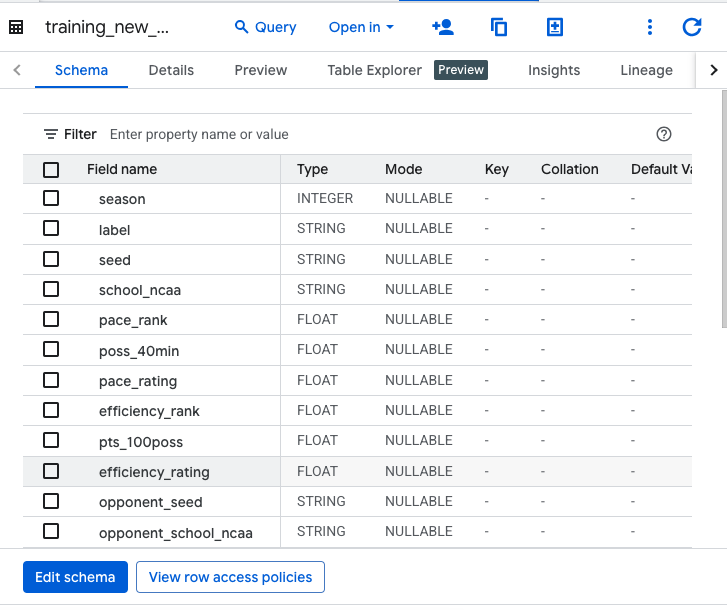 training_new_... Query Open in
Schema Details Preview Table Explorer Preview Insights Lineage
Filter Enter property name or value
Field name Type Mode Key Collation Default Va
season INTEGER NULLABLE - - -
label STRING NULLABLE - - -
seed STRING NULLABLE - - -
school_ncaa STRING NULLABLE - - -
pace_rank FLOAT NULLABLE - - -
poss_40min FLOAT NULLABLE - - -
pace_rating FLOAT NULLABLE - - -
efficiency_rank FLOAT NULLABLE - - -
pts_100poss FLOAT NULLABLE - - -
efficiency_rating FLOAT NULLABLE - - -
opponent_seed STRING NULLABLE - - -
opponent_school_ncaa STRING NULLABLE - - -
Edit schema View row access policies